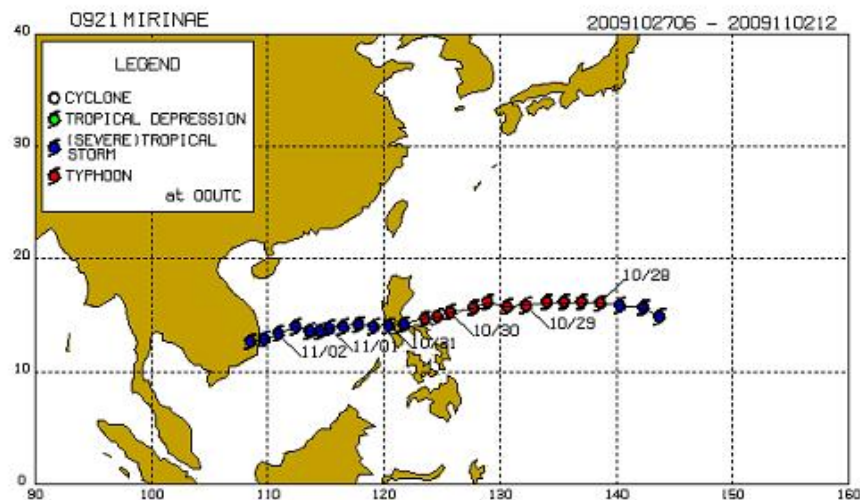 0921 MIRINAE 2009102706 - 2009110212
40
LEGEND
CYCLONE
TROPICAL DEPRESSION
(SEVERE)TROPICAL
STORM
TYPHOON
at 00UTC
30
20
10/28
10/29
10/30
10/31
11/01
11/02
10
0
90 100 110 120 130 140 150 160